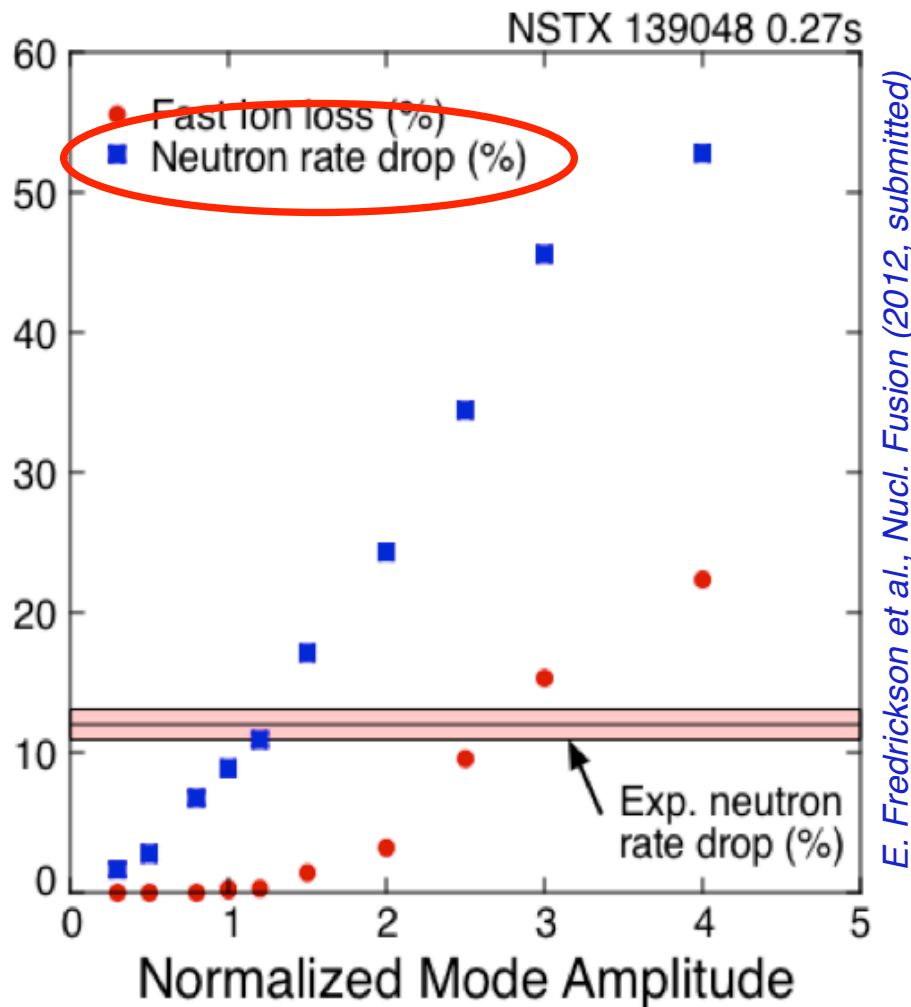 NSTX 139048 0.27s
60
Fast Ion loss (%)
Neutron rate drop (%)
50
40
30
20
10
Exp. neutron
rate drop (%)
0
0 1 2 3 4 5
Normalized Mode Amplitude
E. Fredrickson et al., Nucl. Fusion (2012, submitted)